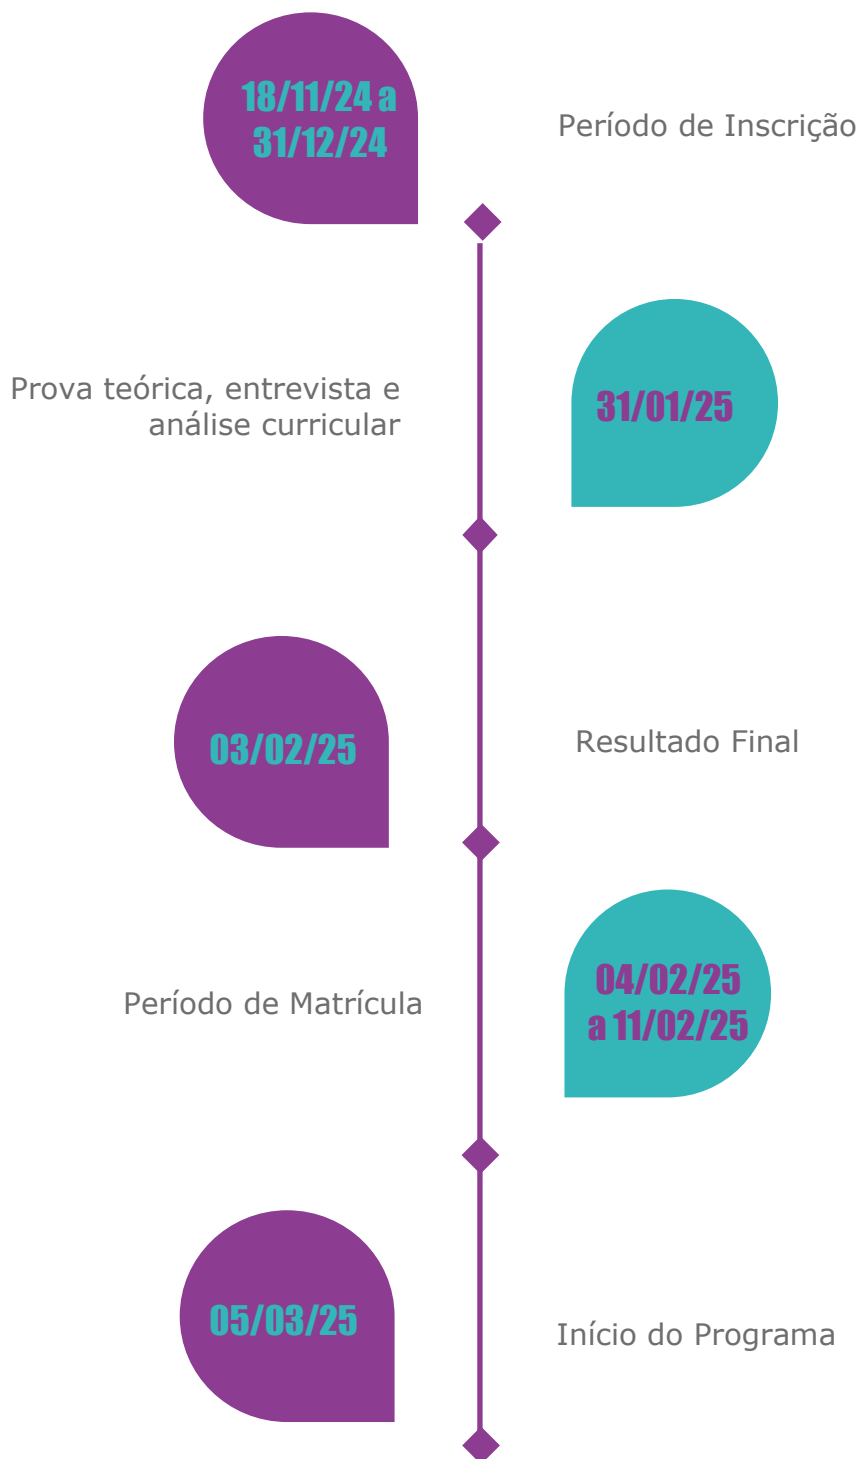 18/11/24 a
31/12/24
Período de Inscrição
Prova teórica, entrevista e
análise curricular
31/01/25
03/02/25
Resultado Final
Período de Matrícula
04/02/25
a 11/02/25
05/03/25
Início do Programa